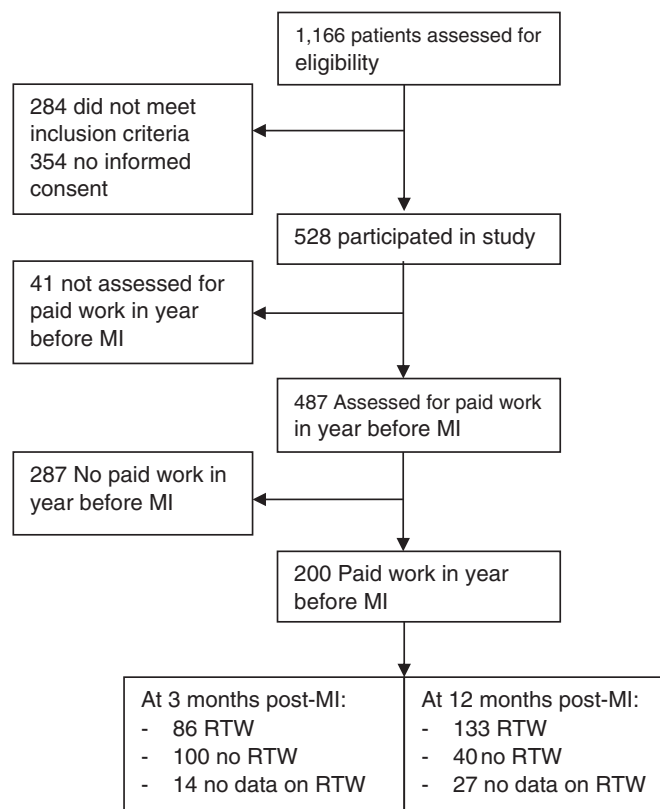 1,166 patients assessed for
eligibility
284 did not meet
inclusion criteria
354 no informed
consent
528 participated in study
41 not assessed for
paid work in year
before MI
487 Assessed for paid work
in year before MI
287 No paid work in
year before MI
200 Paid work in year
before MI
At 3 months post-MI:
- 86 RTW
- 100 no RTW
- 14 no data on RTW
At 12 months post-MI:
- 133 RTW
- 40 no RTW
- 27 no data on RTW